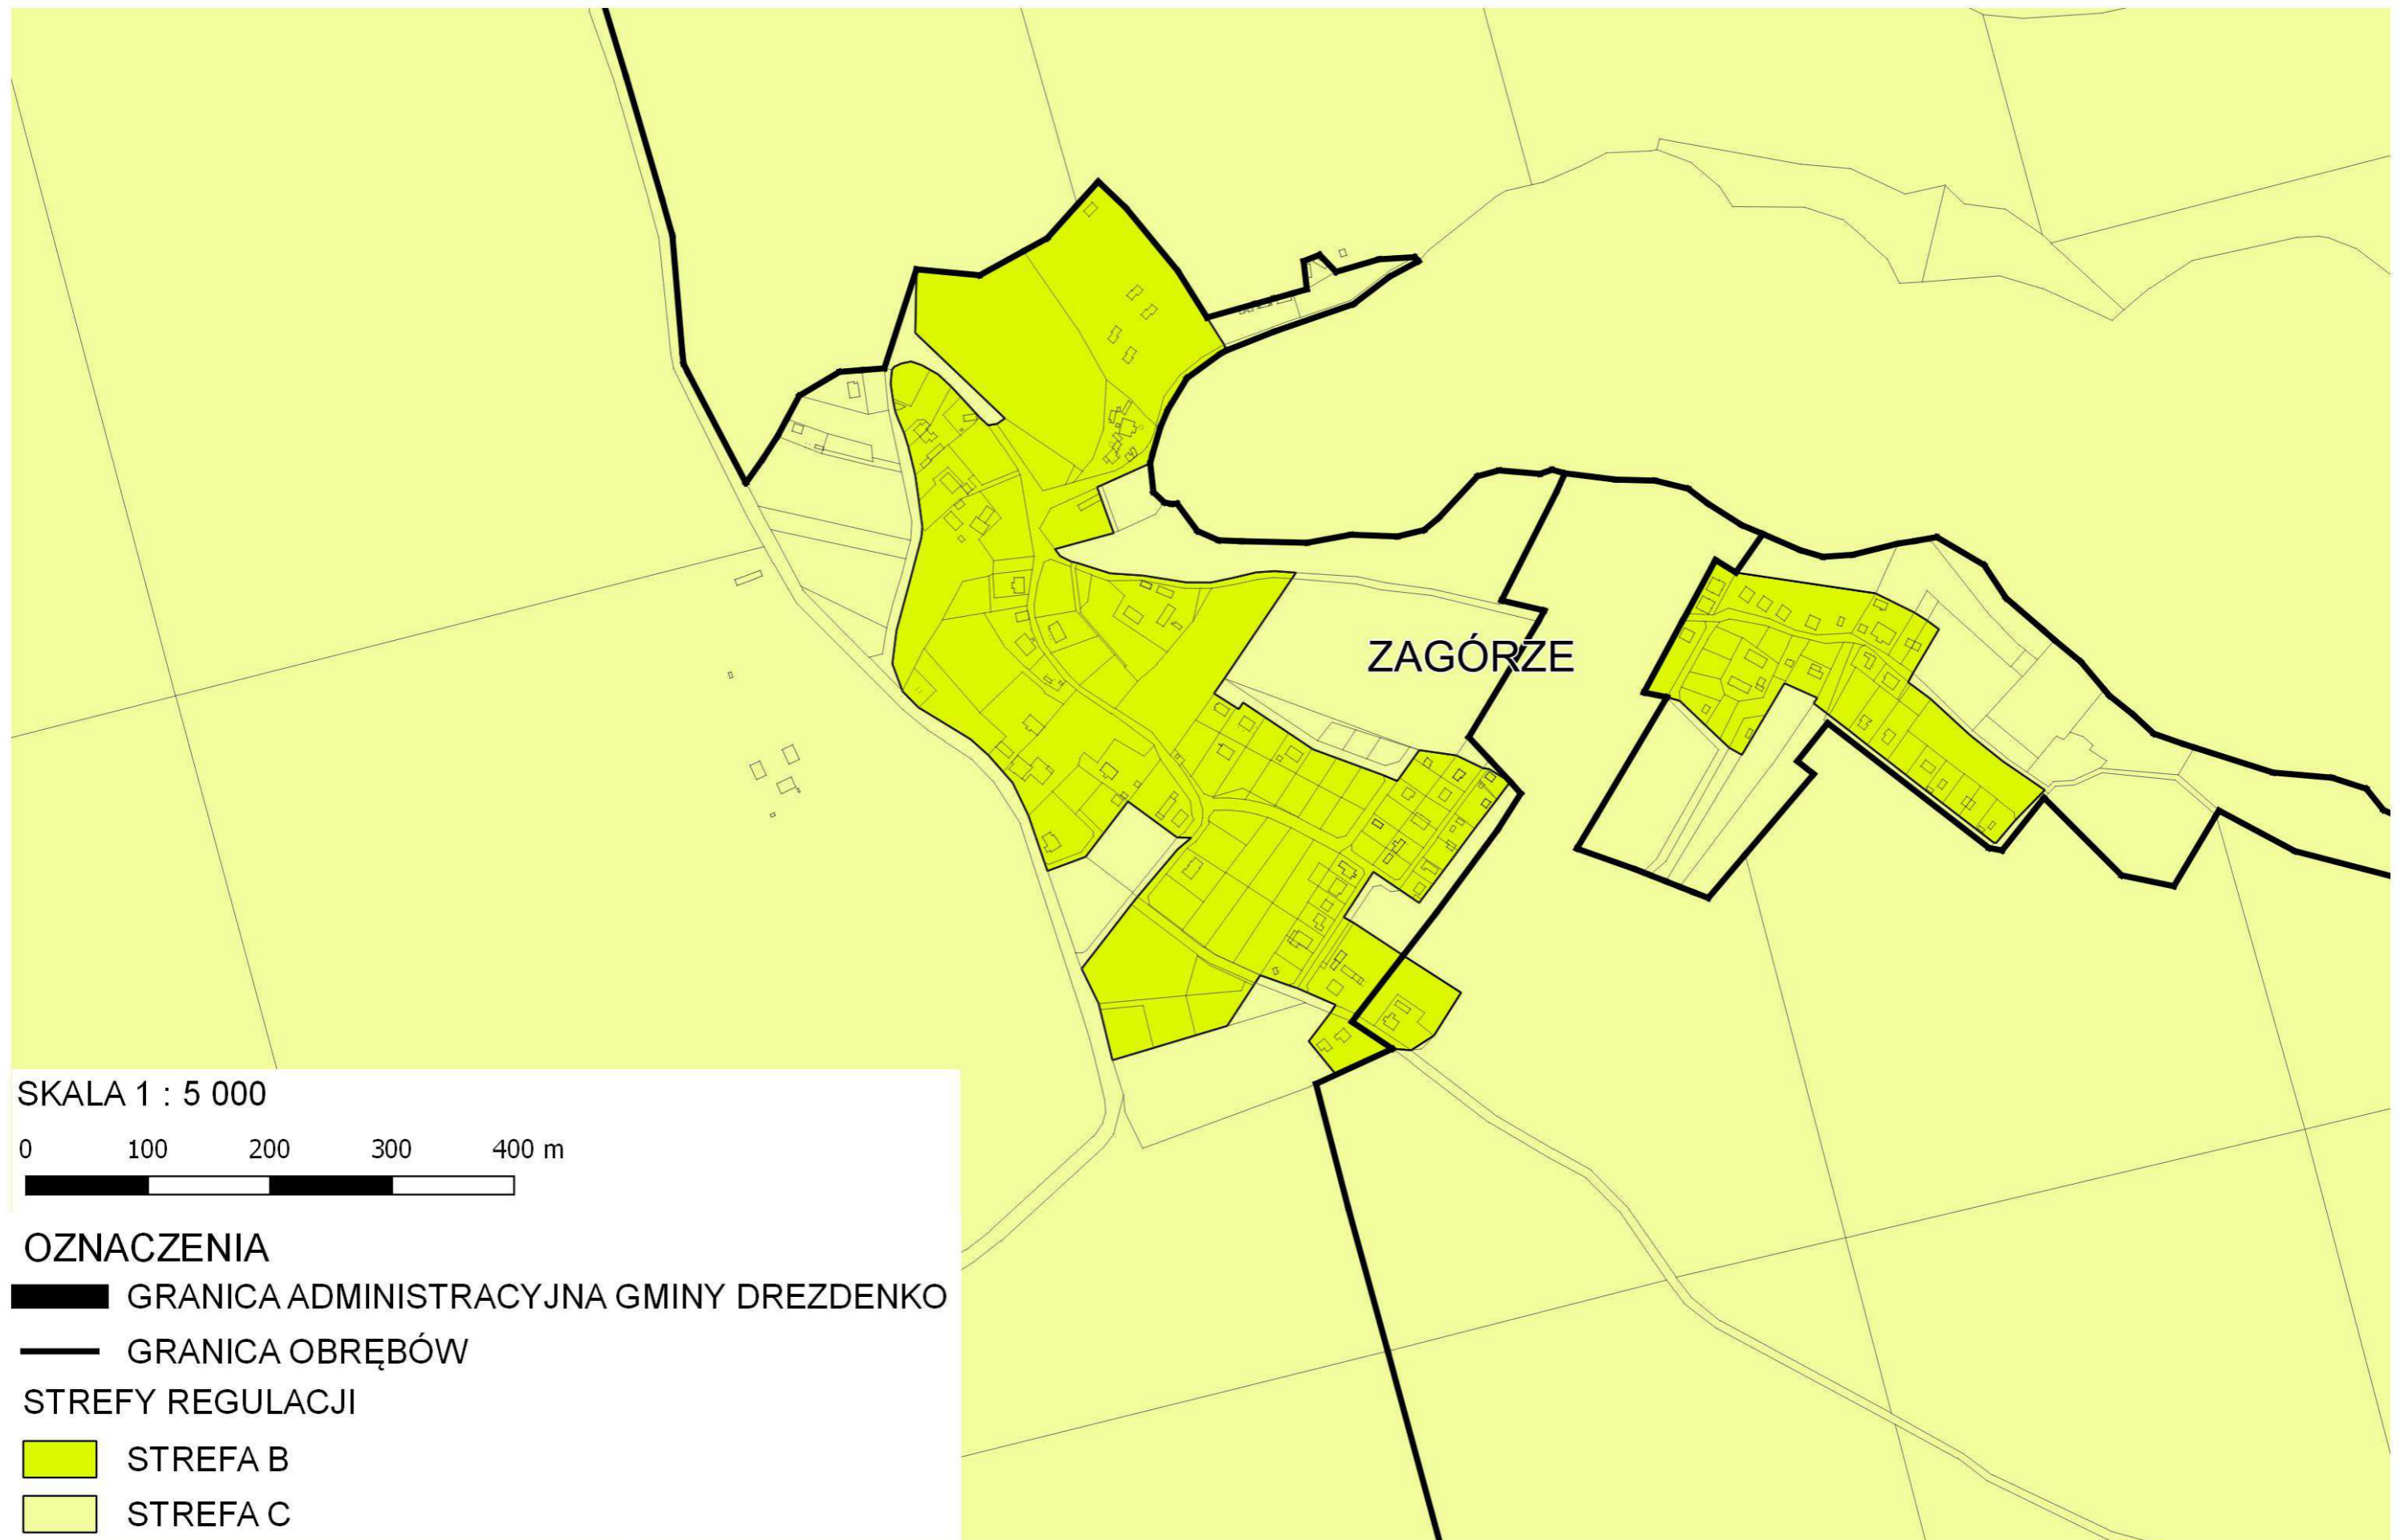 ZAGÓRZE
SKALA 1 : 5 000
0 100 200 300 400 m
OZNACZENIA
GRANICA ADMINISTRACYJNA GMINY DREZDENKO
GRANICA OBRĘBÓW
STREFY REGULACJI
STREFA B
STREFA C